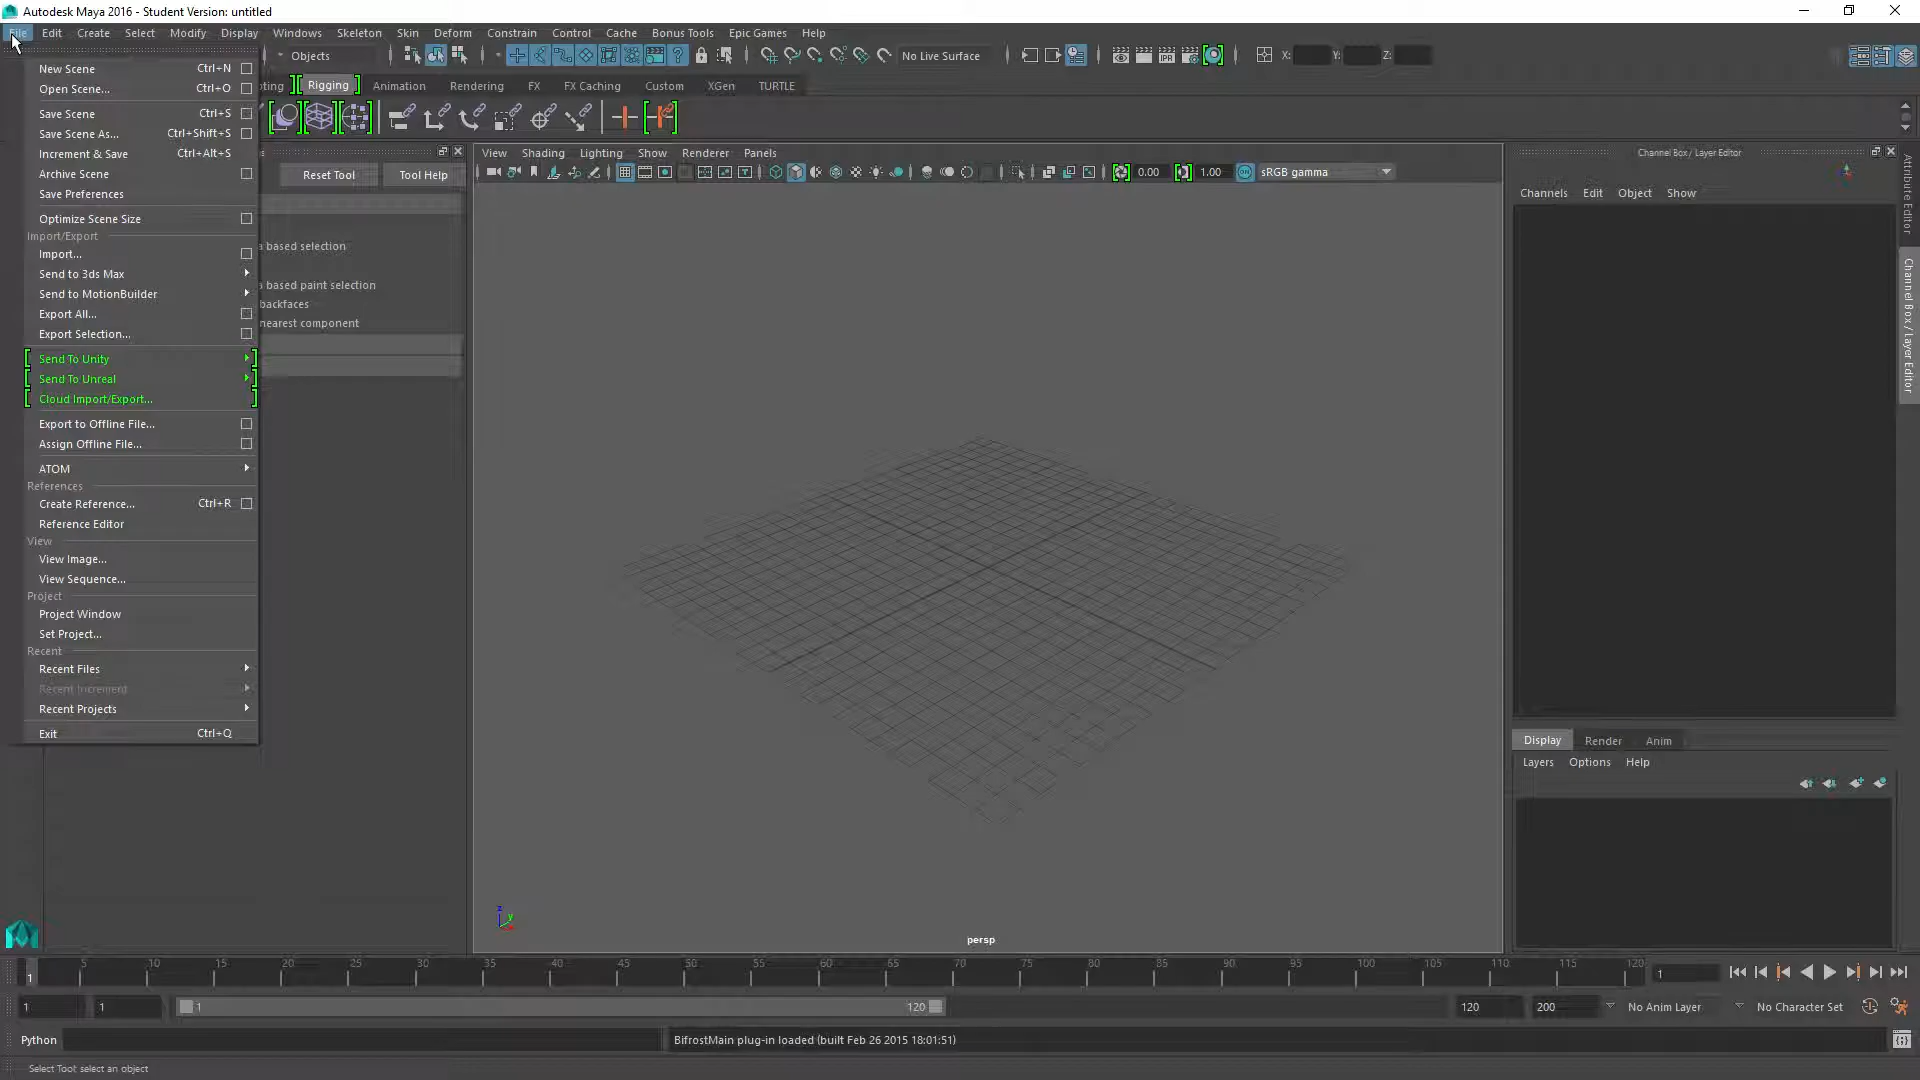 Autodesk Maya 2016 - Student Version: untitled
File Edit Create Select Modify Display Windows Skeleton Skin Deform Constrain Control Cache Bonus Tools Epic Games Help
Objects No Live Surface X: Y: Z:
Rigging Animation Rendering FX FX Caching Custom XGen TURTLE
New Scene Ctrl+N
Open Scene... Ctrl+O
Save Scene Ctrl+S
Save Scene As... Ctrl+Shift+S
Increment & Save Ctrl+Alt+S
Archive Scene
Save Preferences
Optimize Scene Size
Import/Export
Import...
Send to 3ds Max
Send to MotionBuilder
Export All...
Export Selection...
Send To Unity
Send To Unreal
Cloud Import/Export...
Export to Offline File...
Assign Offline File...
ATOM
References
Create Reference... Ctrl+R
Reference Editor
View
View Image...
View Sequence...
Project
Project Window
Set Project...
Recent
Recent Files
Recent Increment
Recent Projects
Exit Ctrl+Q
Reset Tool Tool Help
based selection
based paint selection
backfaces
nearest component
View Shading Lighting Show Renderer Panels
0.00 1.00 ON sRGB gamma
z
y
persp
Channel Box / Layer Editor
Channels Edit Object Show
Attribute Editor
Channel Box / Layer Editor
Display Render Anim
Layers Options Help
1 5 10 15 20 25 30 35 40 45 50 55 60 65 70 75 80 85 90 95 100 105 110 115 120 1
1 1 1 120 120 200 No Anim Layer No Character Set
Python BifrostMain plug-in loaded (built Feb 26 2015 18:01:51)
Select Tool: select an object